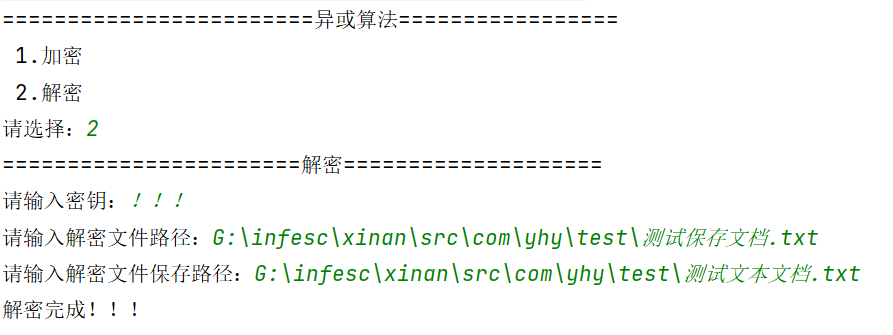 ========================异或算法=================
 1.加密
 2.解密
请选择：2
=======================解密====================
请输入密钥：！！！
请输入解密文件路径：G:\infesc\xinan\src\com\yhy\test\测试保存文档.txt
请输入解密文件保存路径：G:\infesc\xinan\src\com\yhy\test\测试文本文档.txt
解密完成！！！